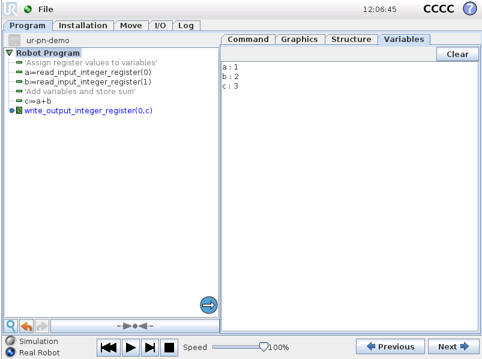 File
12:06:45
CCCC
?
Program Installation Move I/O Log
ur-pn-demo
Robot Program
'Assign register values to variables'
a≔read_input_integer_register(0)
b≔read_input_integer_register(1)
'Add variables and store sum'
c≔a+b
write_output_integer_register(0,c)
Command Graphics Structure Variables
Clear
a : 1
b : 2
c : 3
Simulation
Real Robot
Speed
100%
Previous
Next